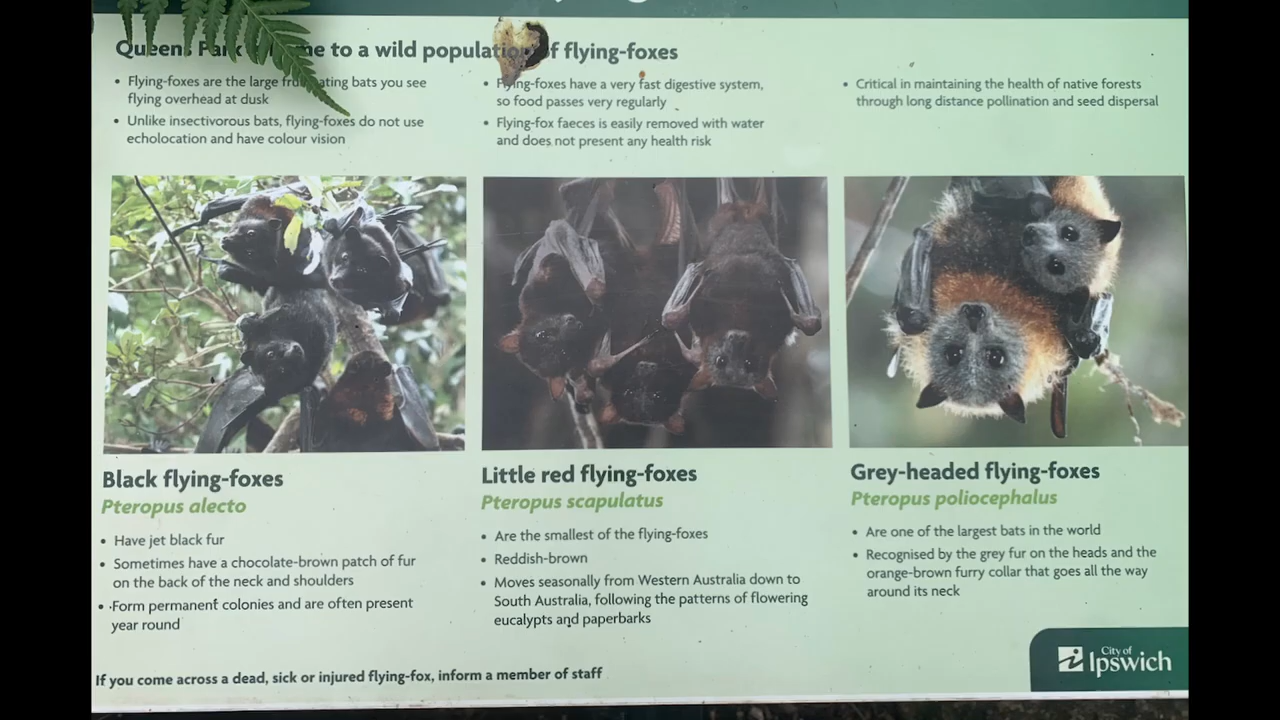 Queens Park home to a wild population of flying-foxes
• Flying-foxes are the large fruit eating bats you see
flying overhead at dusk
• Unlike insectivorous bats, flying-foxes do not use
echolocation and have colour vision
• Flying-foxes have a very fast digestive system,
so food passes very regularly
• Flying-fox faeces is easily removed with water
and does not present any health risk
• Critical in maintaining the health of native forests
through long distance pollination and seed dispersal
Black flying-foxes
Pteropus alecto
• Have jet black fur
• Sometimes have a chocolate-brown patch of fur
on the back of the neck and shoulders
• Form permanent colonies and are often present
year round
Little red flying-foxes
Pteropus scapulatus
• Are the smallest of the flying-foxes
• Reddish-brown
• Moves seasonally from Western Australia down to
South Australia, following the patterns of flowering
eucalypts and paperbarks
Grey-headed flying-foxes
Pteropus poliocephalus
• Are one of the largest bats in the world
• Recognised by the grey fur on the heads and the
orange-brown furry collar that goes all the way
around its neck
If you come across a dead, sick or injured flying-fox, inform a member of staff
City of
Ipswich